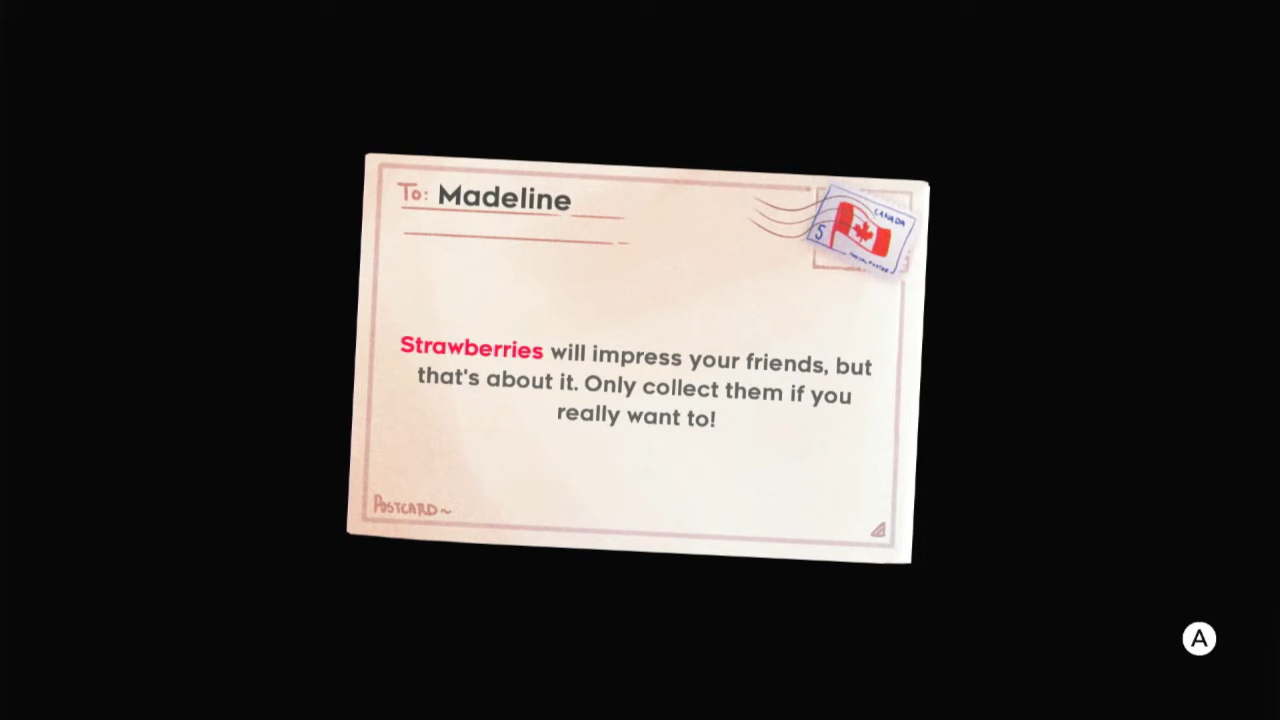 To: Madeline
CANADA
5
Strawberries will impress your friends, but
that's about it. Only collect them if you
really want to!
POSTCARD~
A